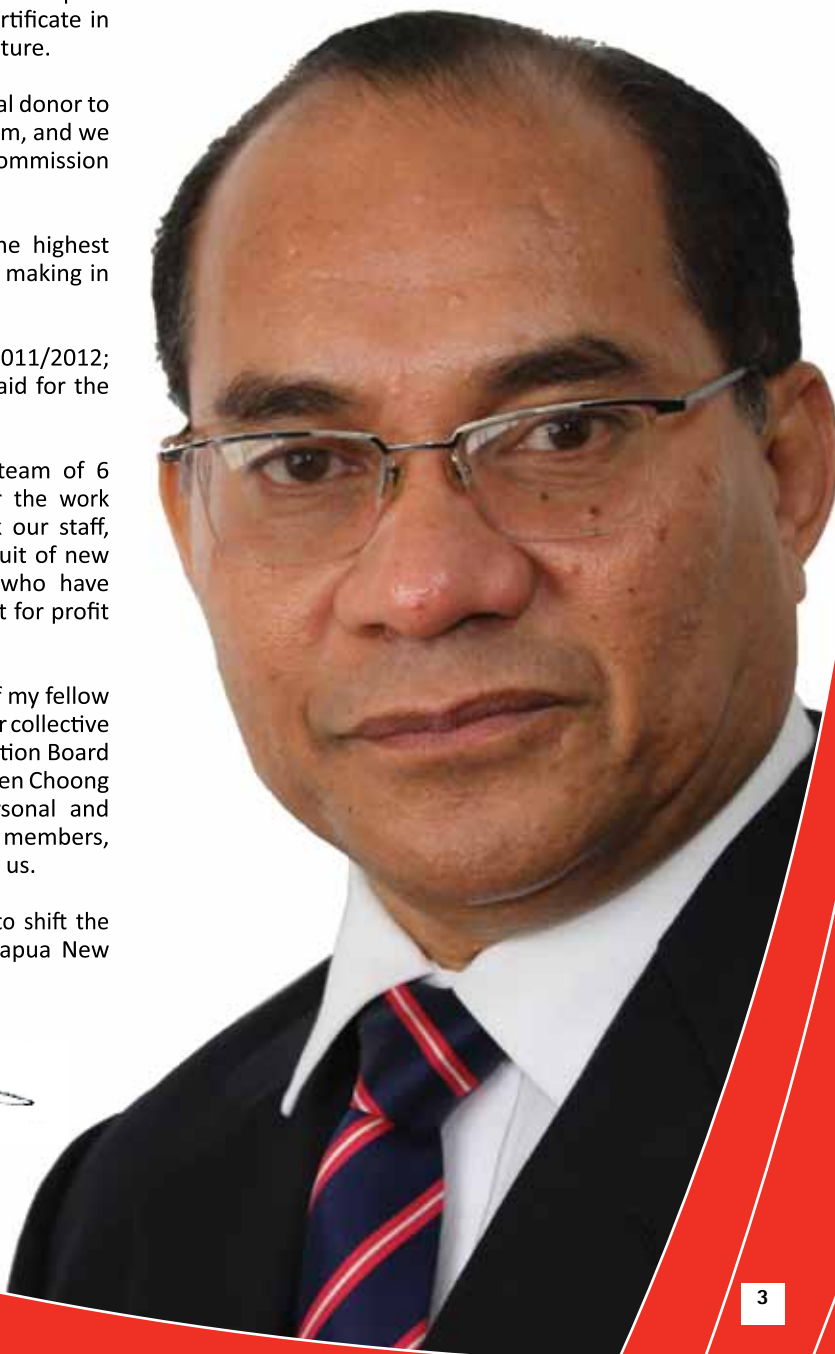 rtificate in
ture.
al donor to
m, and we
ommission
he highest
making in
011/2012;
aid for the
team of 6
r the work
k our staff,
uit of new
who have
t for profit
f my fellow
r collective
tion Board
en Choong
rsonal and
members,
us.
to shift the
apua New
3